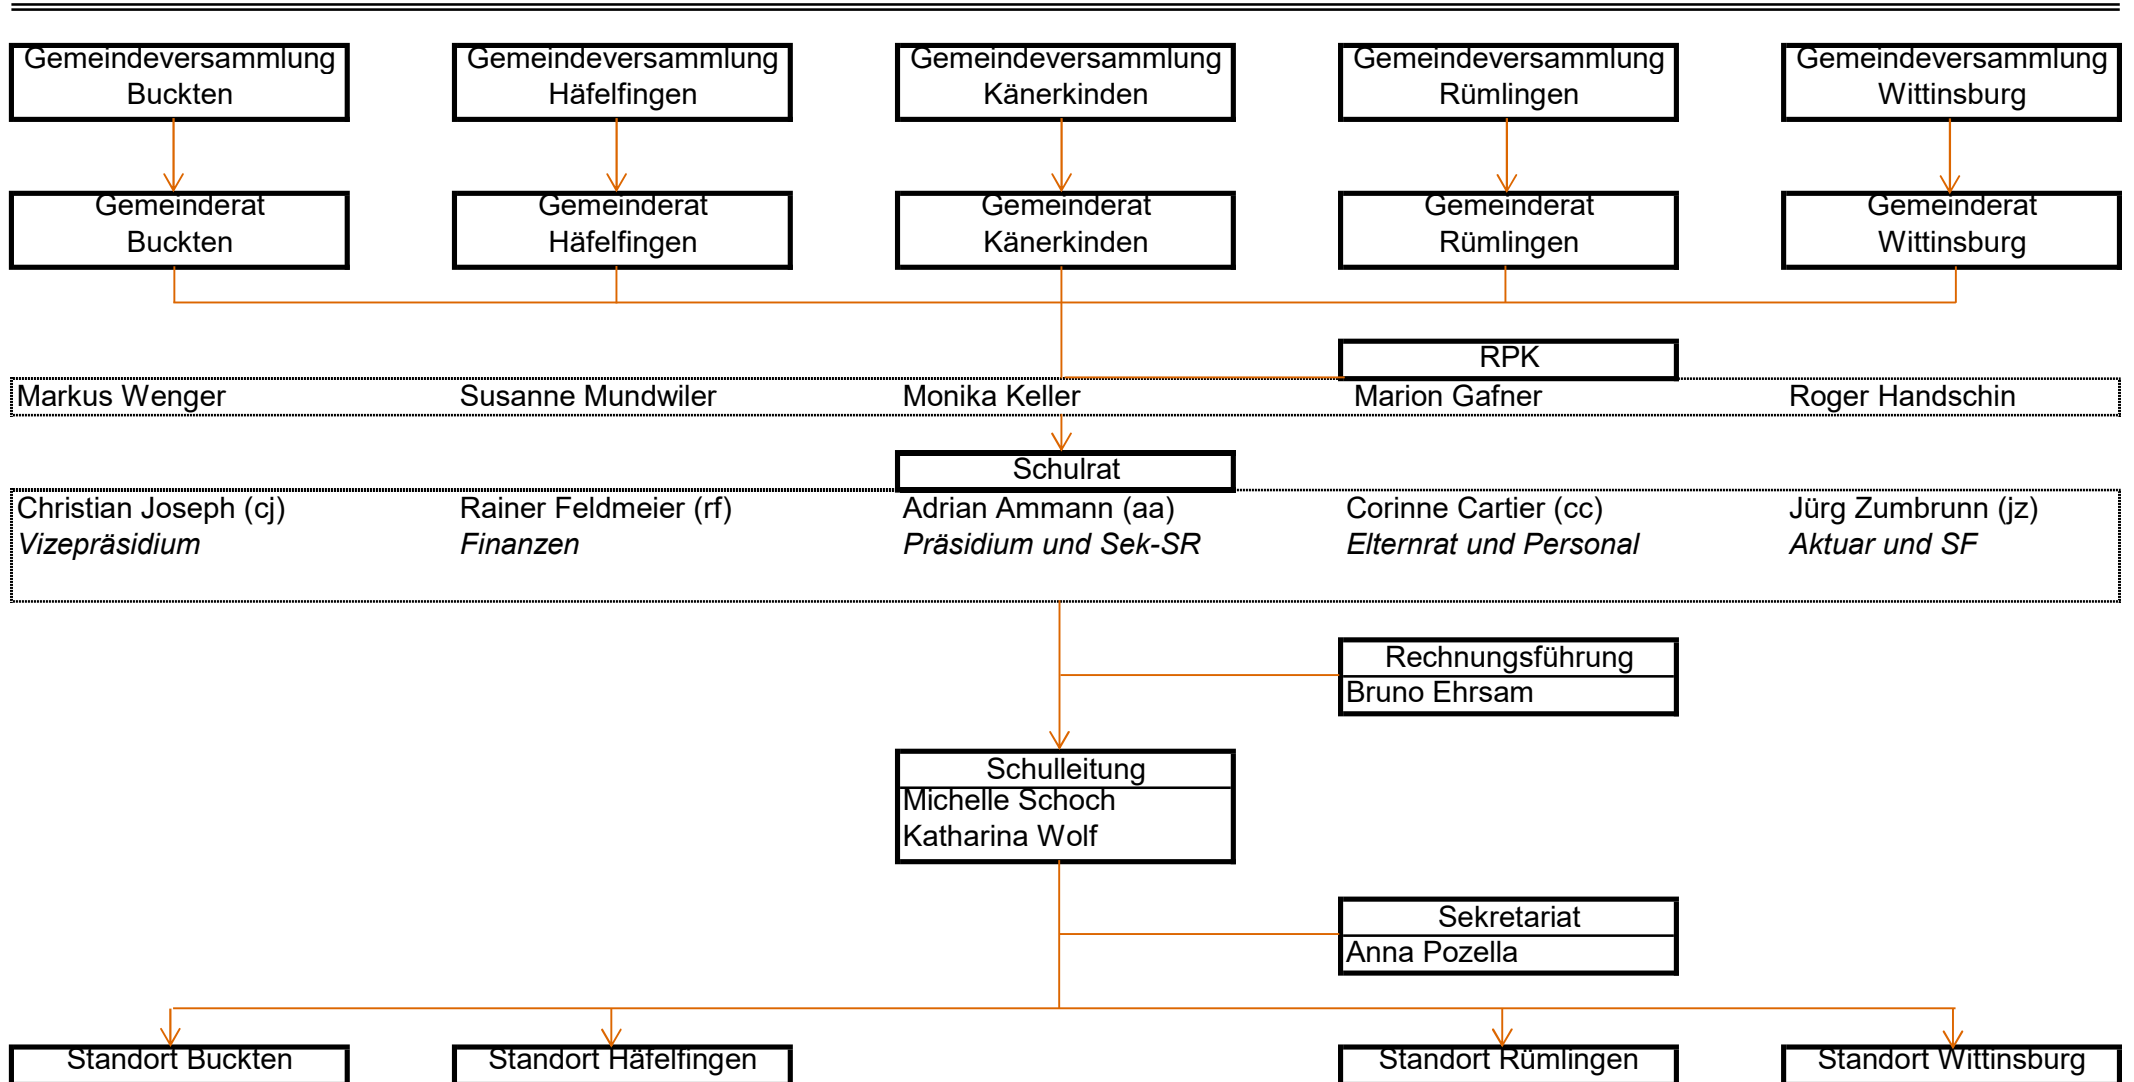 Gemeindeversammlung Gemeindeversammlung Gemeindeversammlung Gemeindeversammlung Gemeindeversammlung
Buckten Häfelfingen Känerkinden Rümlingen Wittinsburg
Gemeinderat Gemeinderat Gemeinderat Gemeinderat Gemeinderat
Buckten Häfelfingen Känerkinden Rümlingen Wittinsburg
RPK
Markus Wenger Susanne Mundwiler Monika Keller Marion Gafner Roger Handschin
Schulrat
Christian Joseph (cj) Rainer Feldmeier (rf) Adrian Ammann (aa) Corinne Cartier (cc) Jürg Zumbrunn (jz)
Vizepräsidium Finanzen Präsidium und Sek-SR Elternrat und Personal Aktuar und SF
Rechnungsführung
Bruno Ehrsam
Schulleitung
Michelle Schoch
Katharina Wolf
Sekretariat
Anna Pozella
Standort Buckten Standort Häfelfingen Standort Rümlingen Standort Wittinsburg